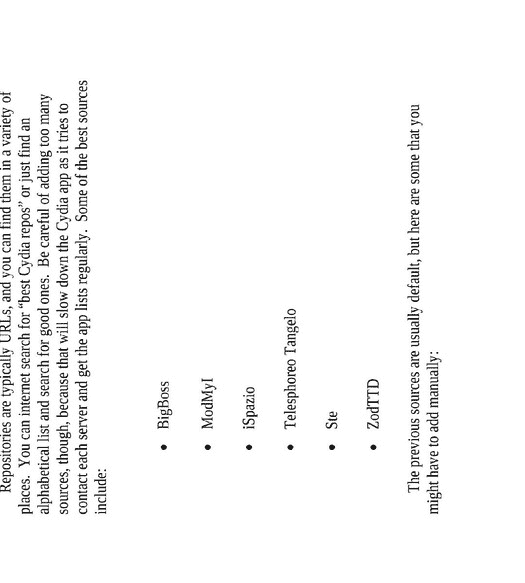 Repositories are typically URLs, and you can find them in a variety of
places.  You can internet search for “best Cydia repos” or just find an
alphabetical list and search for good ones.  Be careful of adding too many
sources, though, because that will slow down the Cydia app as it tries to
contact each server and get the app lists regularly.  Some of the best sources
include:
• BigBoss
• ModMyI
• iSpazio
• Telesphoreo Tangelo
• Ste
• ZodTTD
The previous sources are usually default, but here are some that you
might have to add manually: